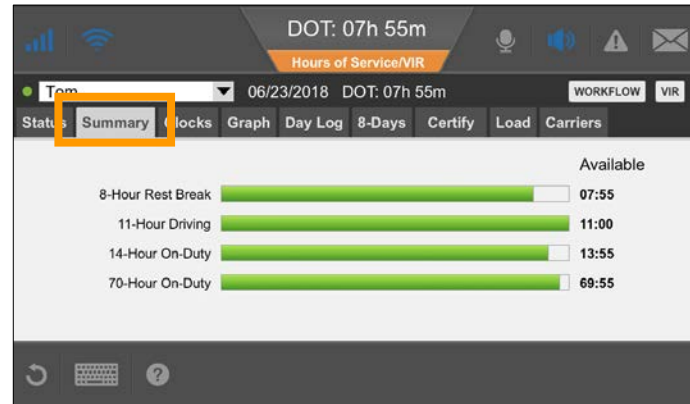 DOT: 07h 55m
Hours of Service/VIR
Tom 06/23/2018 DOT: 07h 55m WORKFLOW VIR
Status Summary Clocks Graph Day Log 8-Days Certify Load Carriers
Available
8-Hour Rest Break 07:55
11-Hour Driving 11:00
14-Hour On-Duty 13:55
70-Hour On-Duty 69:55
?